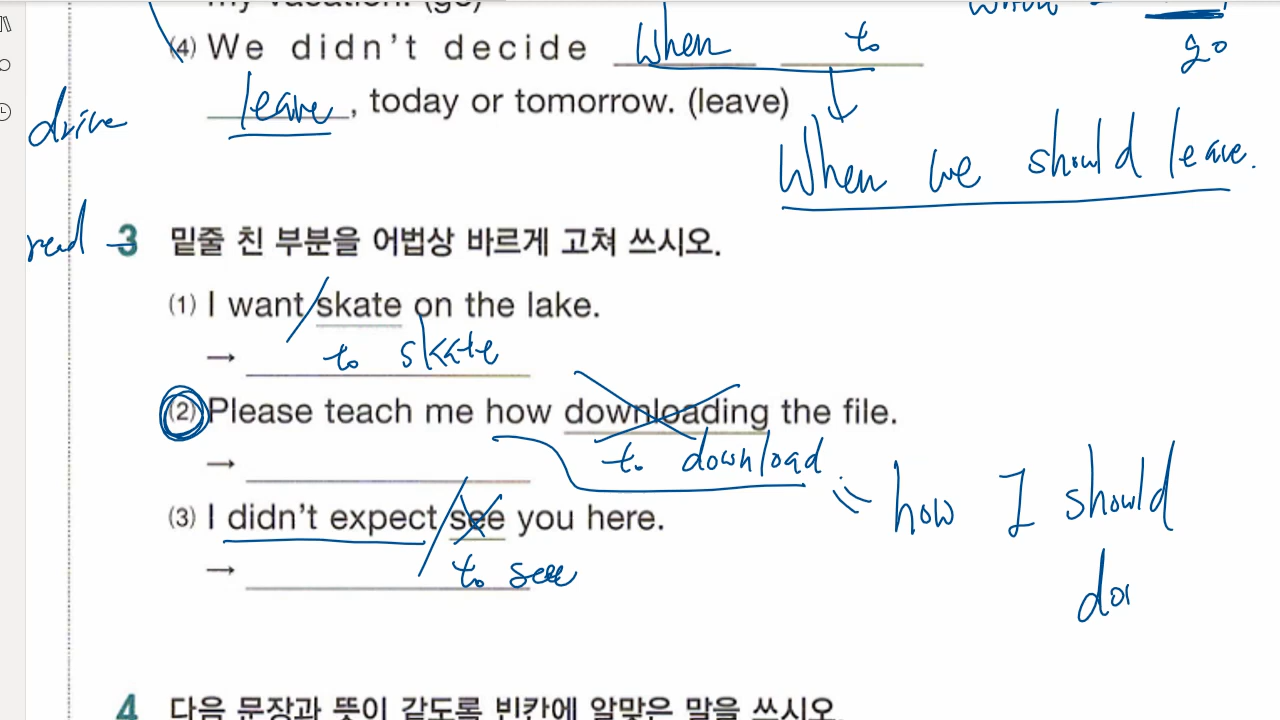 my vacation. (go)
go
(4) We didn't decide when to
leave, today or tomorrow. (leave)
drive
When we should leave.
read
3 밑줄 친 부분을 어법상 바르게 고쳐 쓰시오.
(1) I want skate on the lake.
→ to skate
(2) Please teach me how downloading the file.
→ to download
how I should
(3) I didn't expect see you here.
→ to see
4 다음 문장과 뜻이 같도록 빈칸에 알맞은 말을 쓰시오.